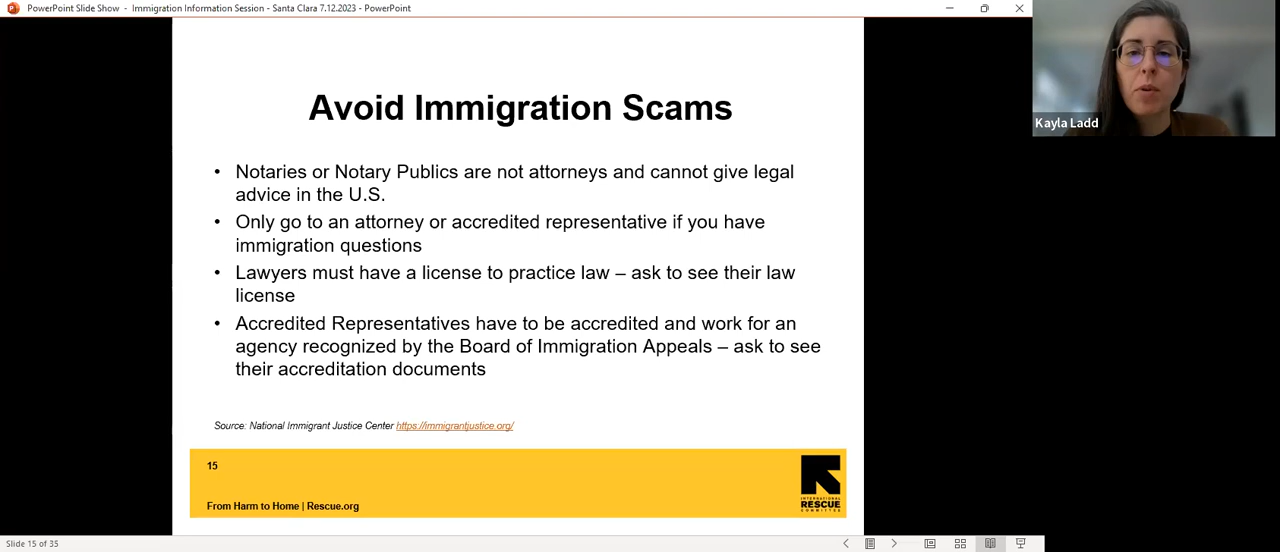 PowerPoint Slide Show - Immigration Information Session - Santa Clara 7.12.2023 - PowerPoint
Kayla Ladd
Avoid Immigration Scams
• Notaries or Notary Publics are not attorneys and cannot give legal
advice in the U.S.
• Only go to an attorney or accredited representative if you have
immigration questions
• Lawyers must have a license to practice law – ask to see their law
license
• Accredited Representatives have to be accredited and work for an
agency recognized by the Board of Immigration Appeals – ask to see
their accreditation documents
Source: National Immigrant Justice Center https://immigrantjustice.org/
15
From Harm to Home | Rescue.org
INTERNATIONAL
RESCUE
COMMITTEE
Slide 15 of 35